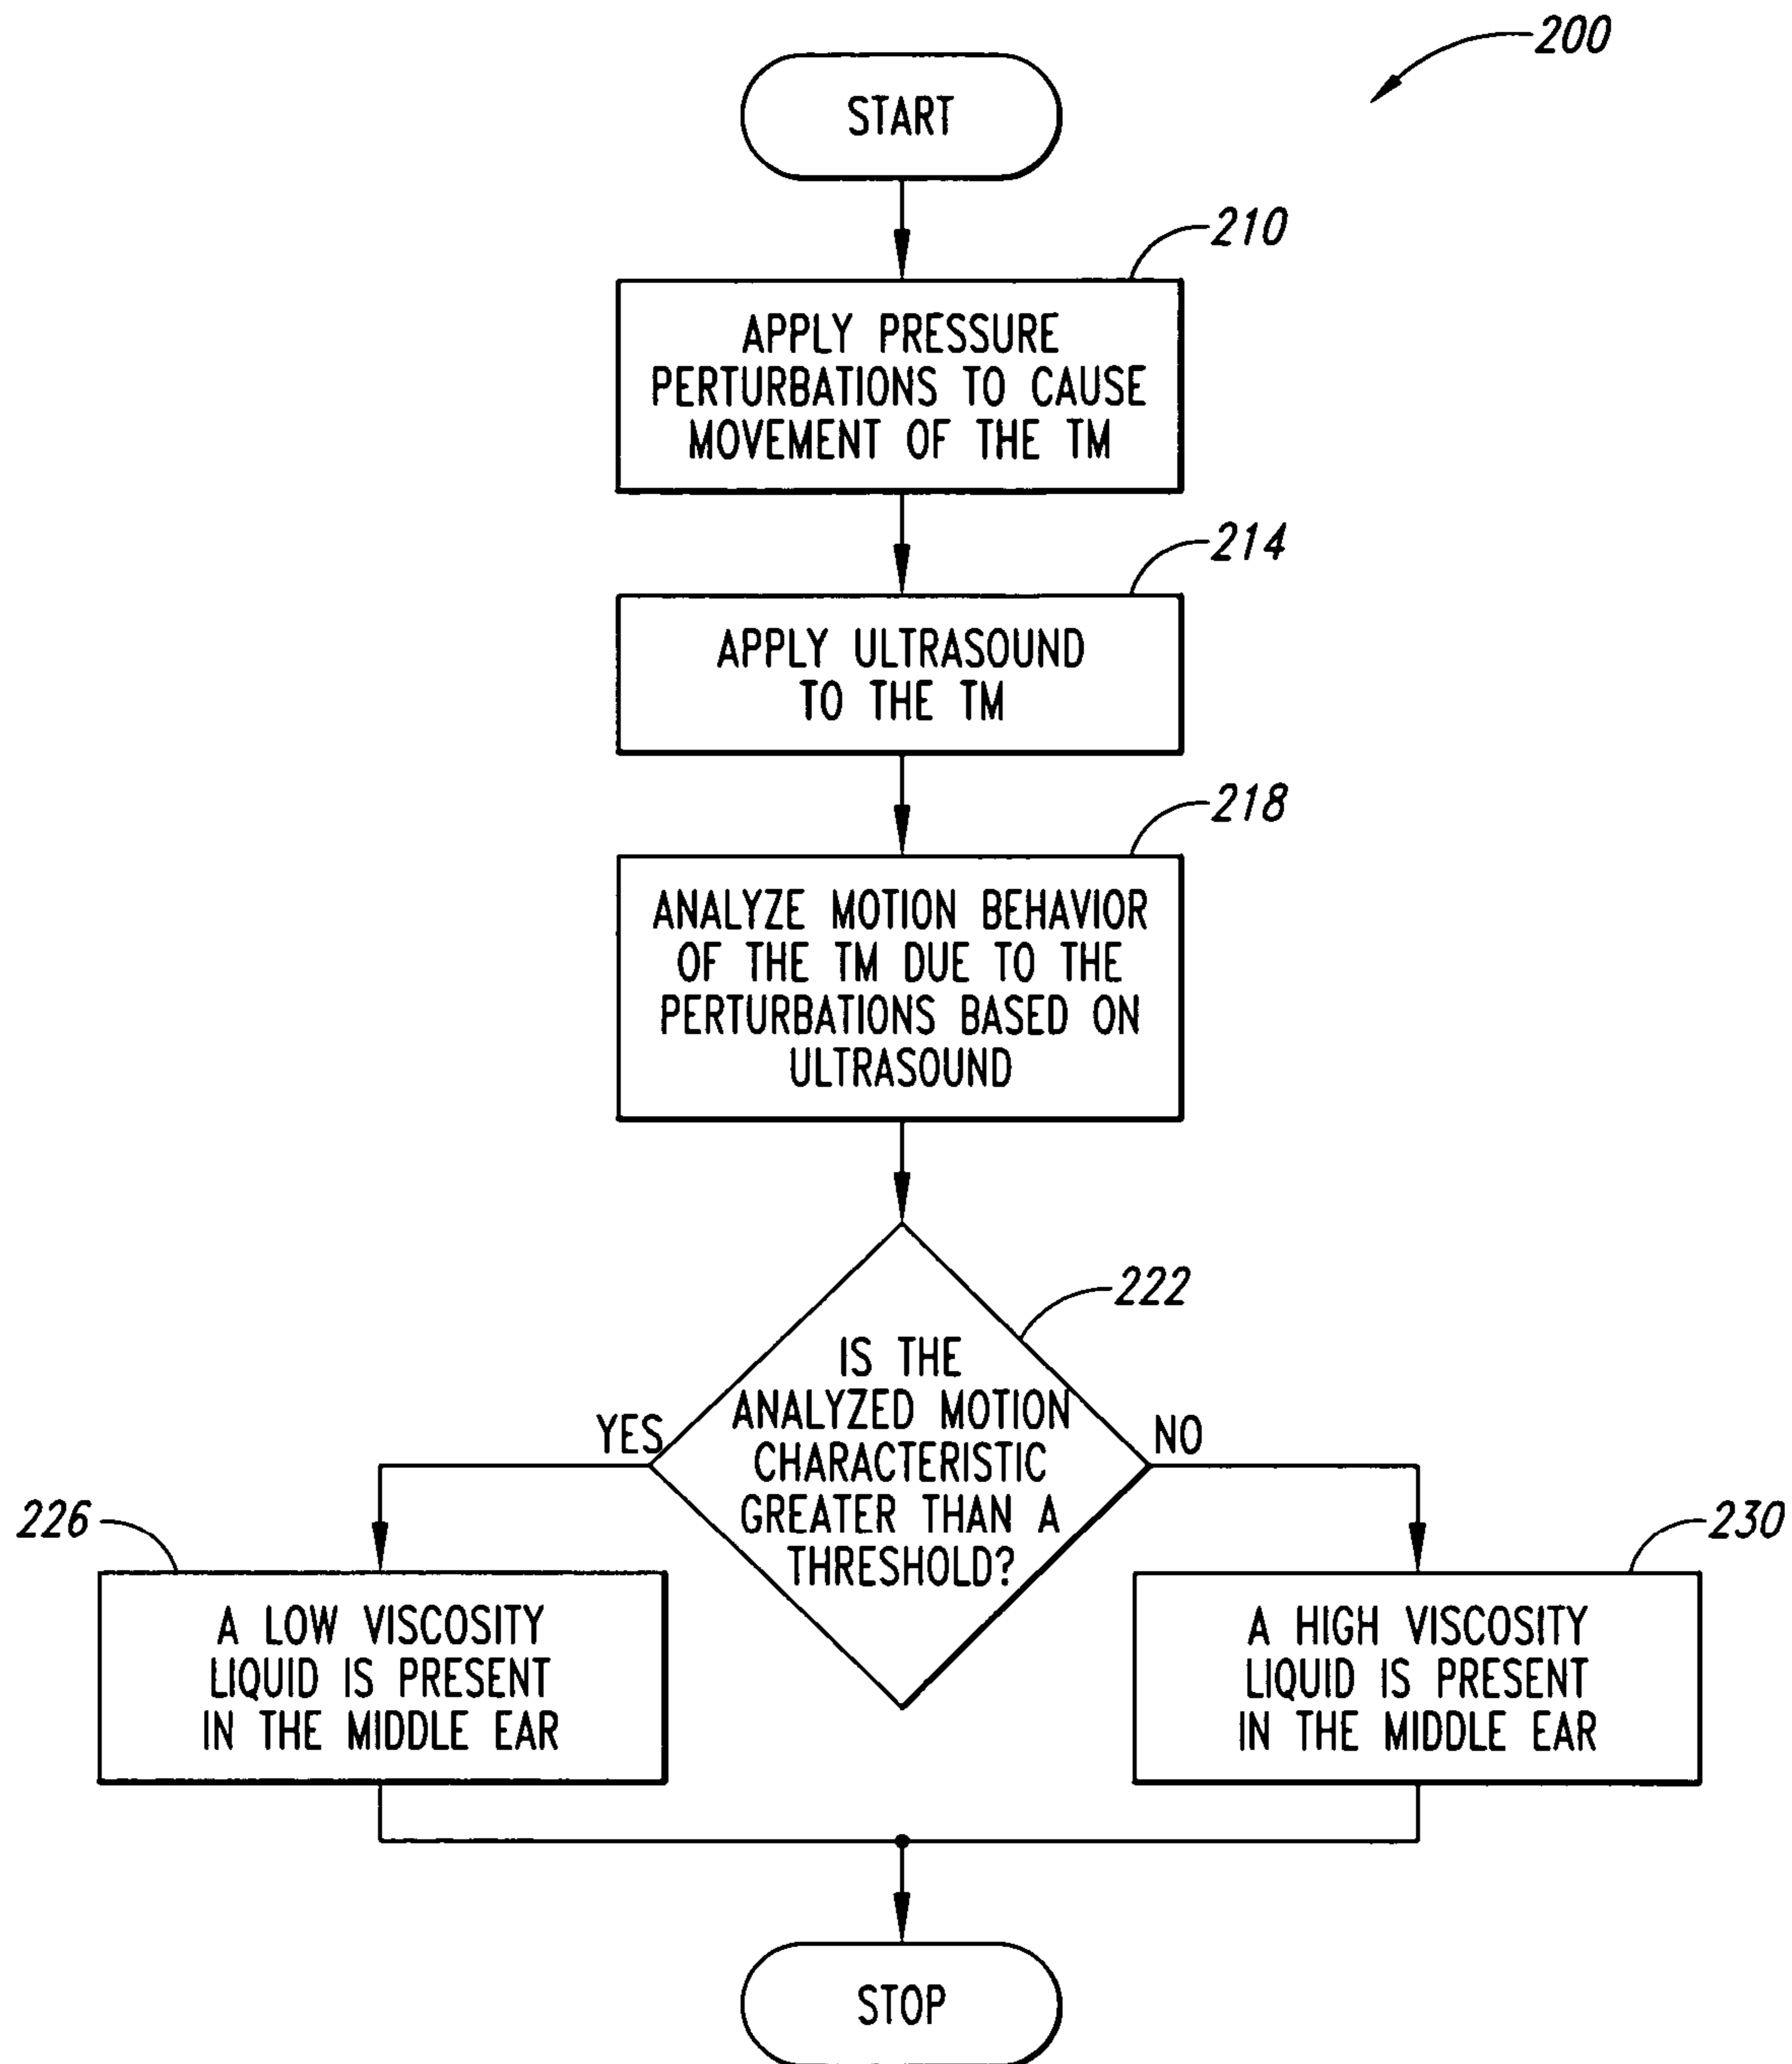 200
START
210
APPLY PRESSURE
PERTURBATIONS TO CAUSE
MOVEMENT OF THE TM
214
APPLY ULTRASOUND
TO THE TM
218
ANALYZE MOTION BEHAVIOR
OF THE TM DUE TO THE
PERTURBATIONS BASED ON
ULTRASOUND
222
IS THE
ANALYZED MOTION
CHARACTERISTIC
GREATER THAN A
THRESHOLD?
YES
NO
226
A LOW VISCOSITY
LIQUID IS PRESENT
IN THE MIDDLE EAR
230
A HIGH VISCOSITY
LIQUID IS PRESENT
IN THE MIDDLE EAR
STOP